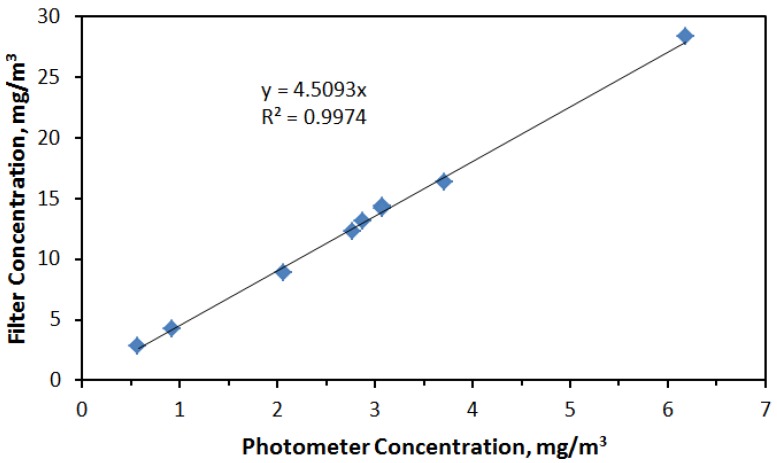 30
25
20
15
10
5
0
Filter Concentration, mg/m³
y = 4.5093x
R² = 0.9974
0 1 2 3 4 5 6 7
Photometer Concentration, mg/m³